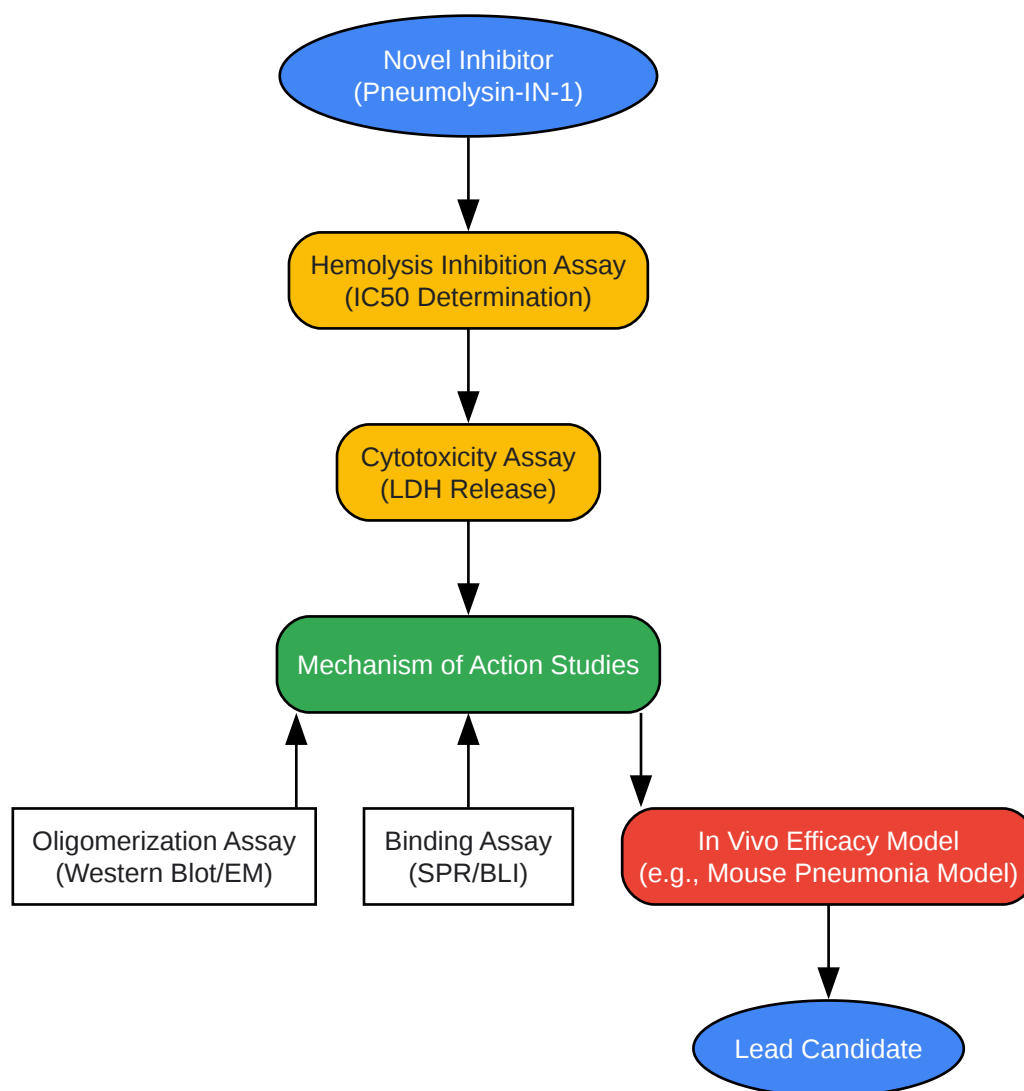 Novel Inhibitor
(Pneumolysin-IN-1)
Hemolysis Inhibition Assay
(IC50 Determination)
Cytotoxicity Assay
(LDH Release)
Mechanism of Action Studies
Oligomerization Assay
(Western Blot/EM)
Binding Assay
(SPR/BLI)
In Vivo Efficacy Model
(e.g., Mouse Pneumonia Model)
Lead Candidate